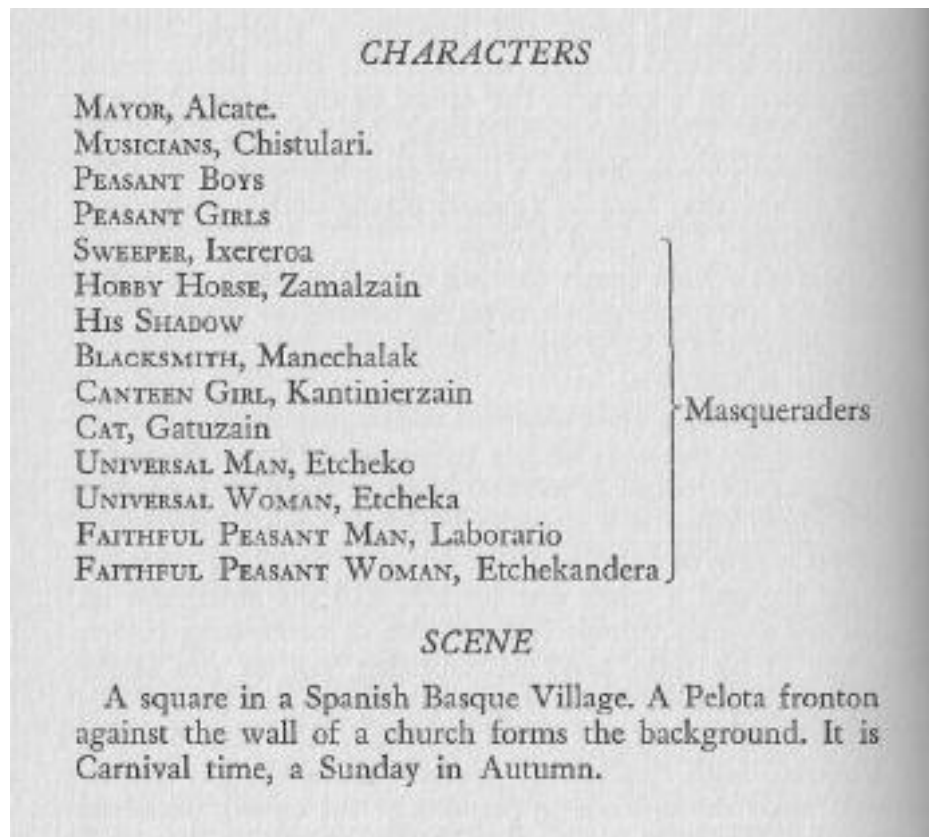 CHARACTERS
MAYOR, Alcate.
MUSICIANS, Chistulari.
PEASANT BOYS
PEASANT GIRLS
SWEEPER, Ixereroa
HOBBY HORSE, Zamalzain
HIS SHADOW
BLACKSMITH, Manechalak
CANTEEN GIRL, Kantinierzain
Masqueraders
CAT, Gatuzain
UNIVERSAL MAN, Etcheko
UNIVERSAL WOMAN, Etcheka
FAITHFUL PEASANT MAN, Laborario
FAITHFUL PEASANT WOMAN, Etchekandera
SCENE
A square in a Spanish Basque Village. A Pelota fronton
against the wall of a church forms the background. It is
Carnival time, a Sunday in Autumn.